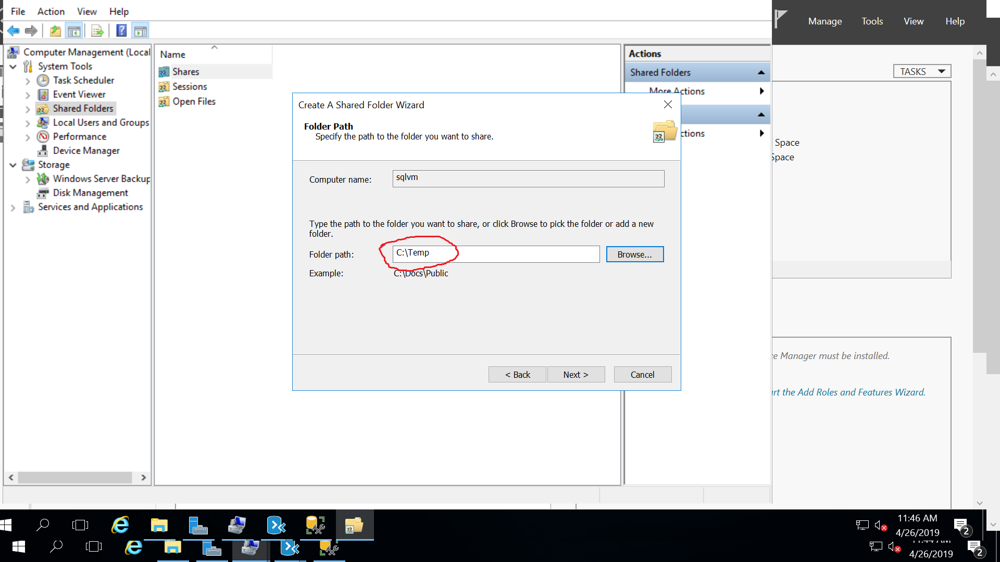 File Action View Help
Manage Tools View Help
Computer Management (Local
System Tools
Task Scheduler
Event Viewer
Shared Folders
Local Users and Groups
Performance
Device Manager
Storage
Windows Server Backup
Disk Management
Services and Applications
Name
Shares
Sessions
Open Files
Actions
Shared Folders
More Actions
ctions
TASKS
Space
Space
Create A Shared Folder Wizard
Folder Path
Specify the path to the folder you want to share.
Computer name: sqlvm
Type the path to the folder you want to share, or click Browse to pick the folder or add a new
folder.
Folder path: C:\Temp Browse...
Example: C:\Docs\Public
< Back Next > Cancel
Manager must be installed.
the Add Roles and Features Wizard.
11:46 AM
4/26/2019
2
4/26/2019
2